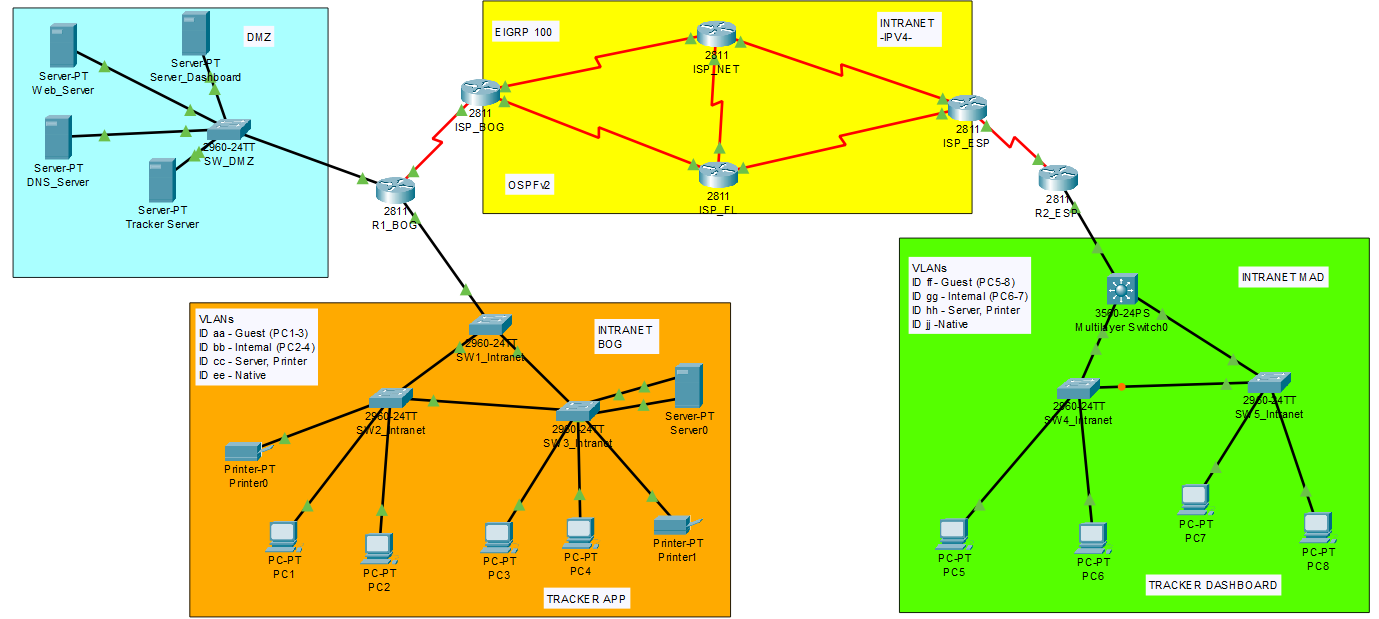 DMZ
Server-PT
Web_Server
Server-PT
Server_Dashboard
Server-PT
DNS_Server
2960-24TT
SW_DMZ
Server-PT
Tracker Server
2811
R1_BOG
EIGRP 100
INTRANET
-IPV4-
2811
ISP_NET
2811
ISP_BOG
2811
ISP_ESP
OSPFv2
2811
2811
R2_ESP
VLANs
ID aa - Guest (PC1-3)
ID bb - Internal (PC2-4)
ID cc - Server, Printer
ID ee - Native
INTRANET
BOG
2960-24TT
SW1_Intranet
2960-24TT
SW2_Intranet
2960-24TT
SW3_Intranet
Server-PT
Server0
Printer-PT
Printer0
PC-PT
PC1
PC-PT
PC2
PC-PT
PC3
PC-PT
PC4
Printer-PT
Printer1
TRACKER APP
VLANs
ID ff - Guest (PC5-8)
ID gg - Internal (PC6-7)
ID hh - Server, Printer
ID jj -Native
INTRANET MAD
3560-24PS
Multilayer Switch0
2960-24TT
SW4_Intranet
2960-24TT
SW5_Intranet
PC-PT
PC5
PC-PT
PC6
PC-PT
PC7
PC-PT
PC8
TRACKER DASHBOARD